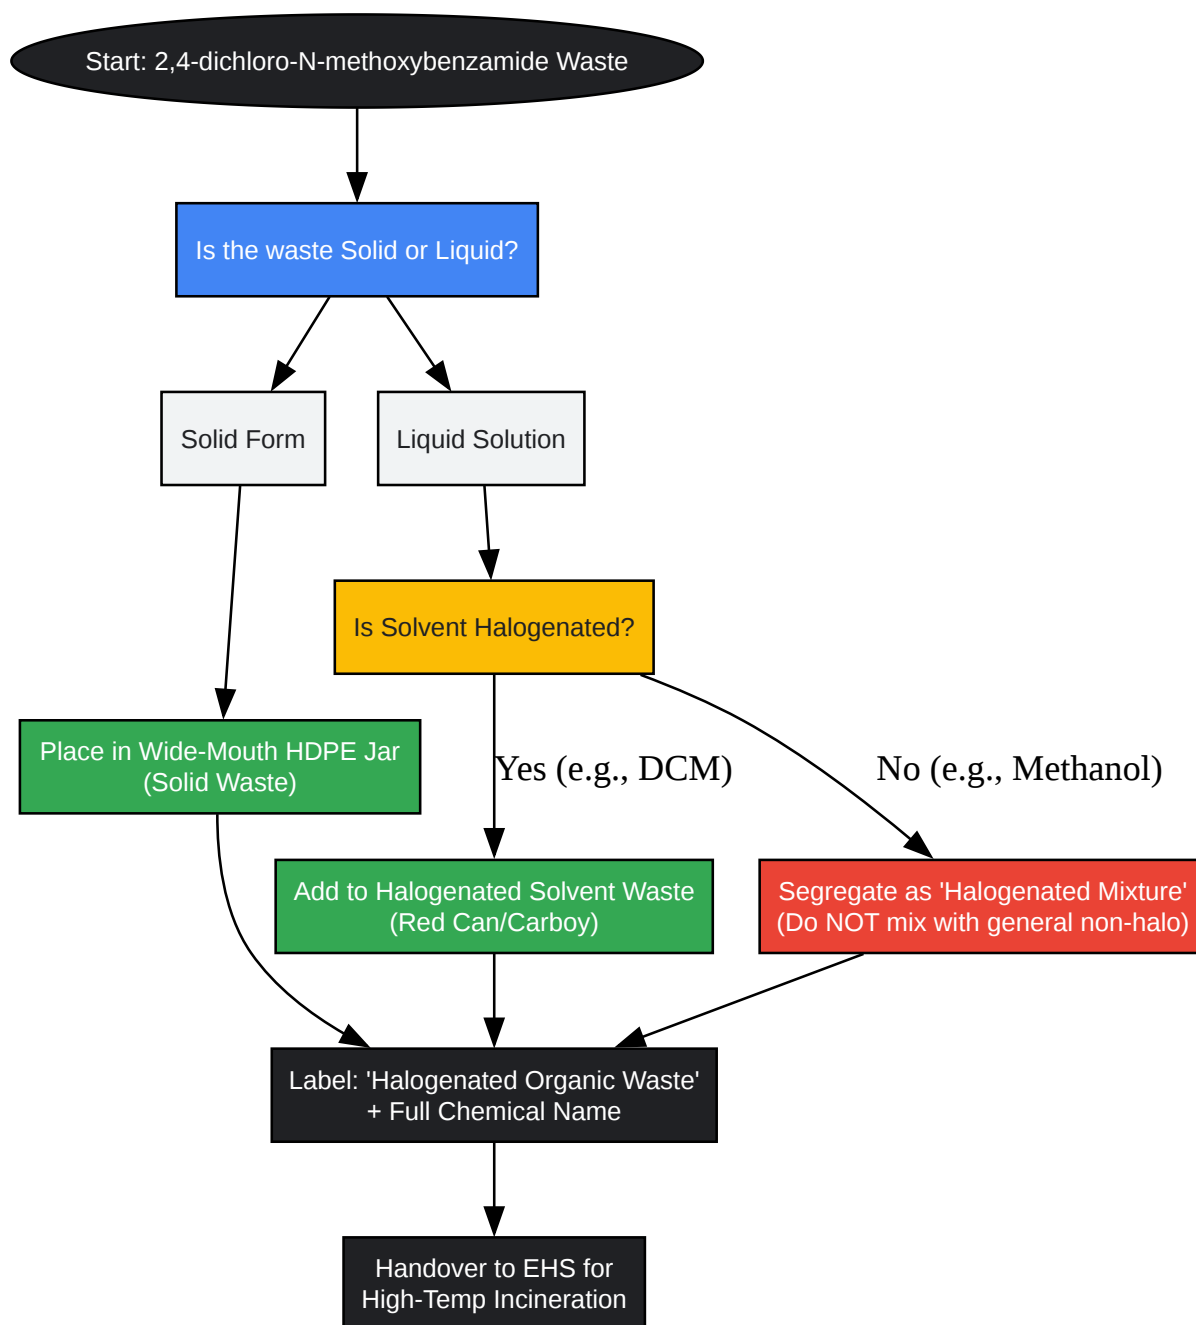 Start: 2,4-dichloro-N-methoxybenzamide Waste
Is the waste Solid or Liquid?
Solid Form
Liquid Solution
Is Solvent Halogenated?
Place in Wide-Mouth HDPE Jar
(Solid Waste)
Yes (e.g., DCM)
No (e.g., Methanol)
Add to Halogenated Solvent Waste
(Red Can/Carboy)
Segregate as 'Halogenated Mixture'
(Do NOT mix with general non-halo)
Label: 'Halogenated Organic Waste'
+ Full Chemical Name
Handover to EHS for
High-Temp Incineration